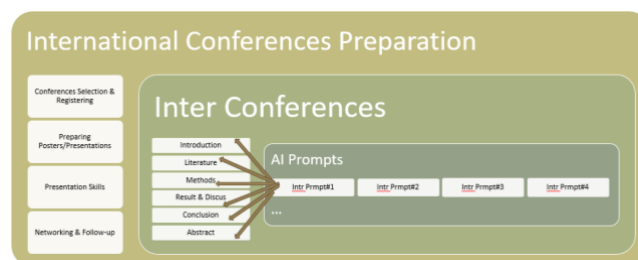 International Conferences Preparation
Conferences Selection &
Registering
Preparing
Posters/Presentations
Presentation Skills
Networking & Follow-up
Inter Conferences
Introduction
Literature
Methods
Result & Discus
Conclusion
Abstract
AI Prompts
Intr Prmpt#1
Intr Prmpt#2
Intr Prmpt#3
Intr Prmpt#4
...